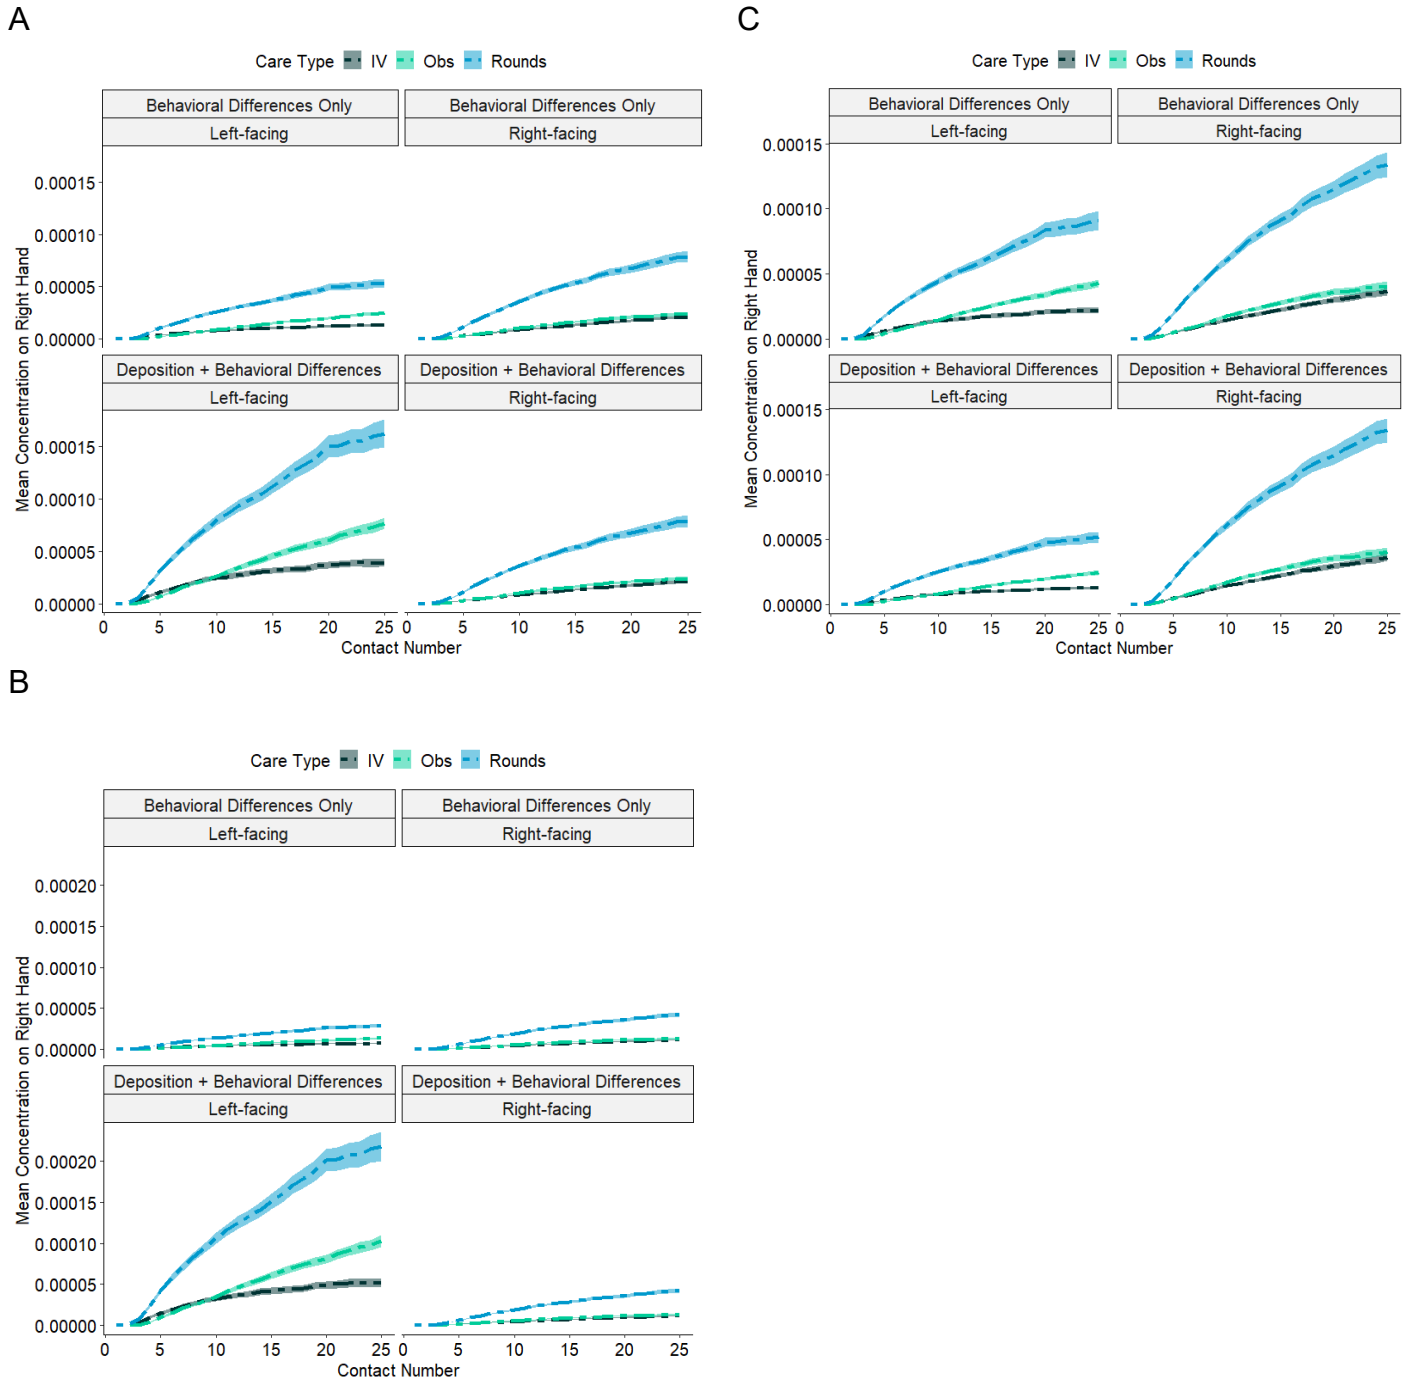 A
Care Type IV Obs Rounds
Behavioral Differences Only Behavioral Differences Only
Left-facing Right-facing
0.00015
0.00010
0.00005
0.00000
Deposition + Behavioral Differences Deposition + Behavioral Differences
Left-facing Right-facing
0.00015
0.00010
0.00005
0.00000
Mean Concentration on Right Hand
0 5 10 15 20 25 0 5 10 15 20 25
Contact Number
C
Care Type IV Obs Rounds
Behavioral Differences Only Behavioral Differences Only
Left-facing Right-facing
0.00015
0.00010
0.00005
0.00000
Deposition + Behavioral Differences Deposition + Behavioral Differences
Left-facing Right-facing
0.00015
0.00010
0.00005
0.00000
Mean Concentration on Right Hand
0 5 10 15 20 25 0 5 10 15 20 25
Contact Number
B
Care Type IV Obs Rounds
Behavioral Differences Only Behavioral Differences Only
Left-facing Right-facing
0.00020
0.00015
0.00010
0.00005
0.00000
Deposition + Behavioral Differences Deposition + Behavioral Differences
Left-facing Right-facing
0.00020
0.00015
0.00010
0.00005
0.00000
Mean Concentration on Right Hand
0 5 10 15 20 25 0 5 10 15 20 25
Contact Number